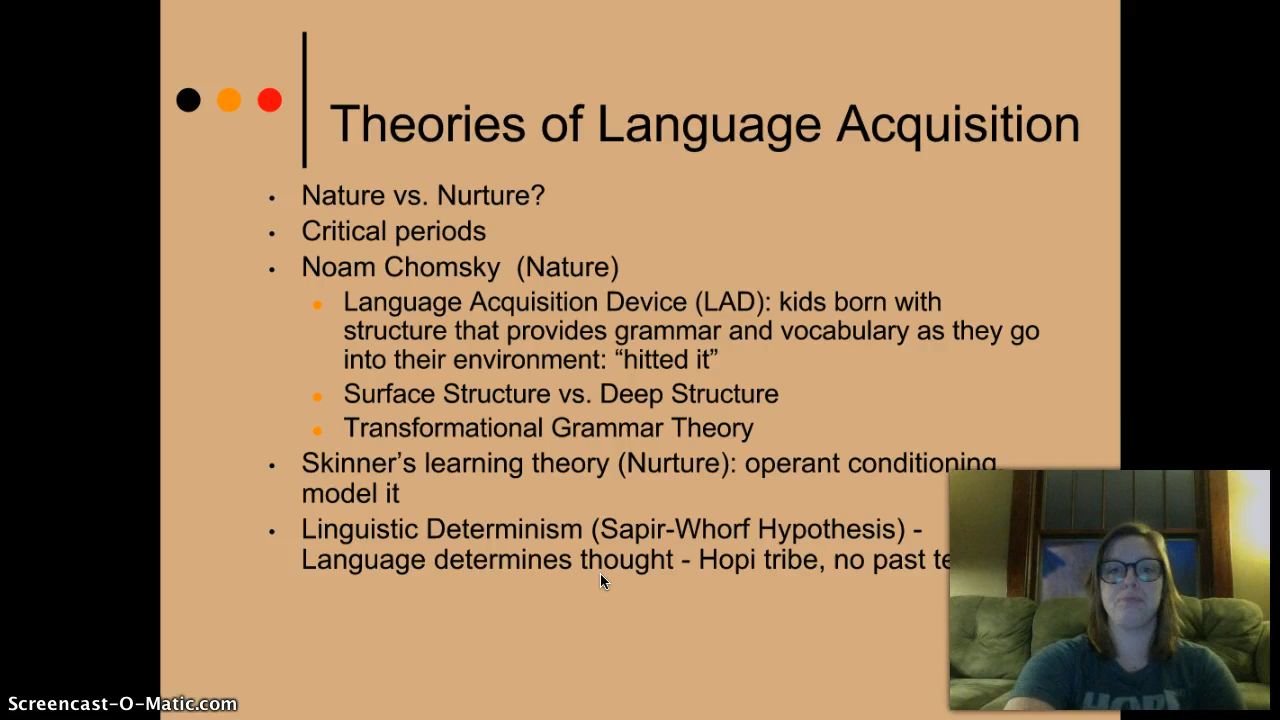 Theories of Language Acquisition
• Nature vs. Nurture?
• Critical periods
• Noam Chomsky (Nature)
• Language Acquisition Device (LAD): kids born with
structure that provides grammar and vocabulary as they go
into their environment: “hitted it”
• Surface Structure vs. Deep Structure
• Transformational Grammar Theory
• Skinner’s learning theory (Nurture): operant conditioning
model it
• Linguistic Determinism (Sapir-Whorf Hypothesis) -
Language determines thought - Hopi tribe, no past
Screencast-O-Matic.com